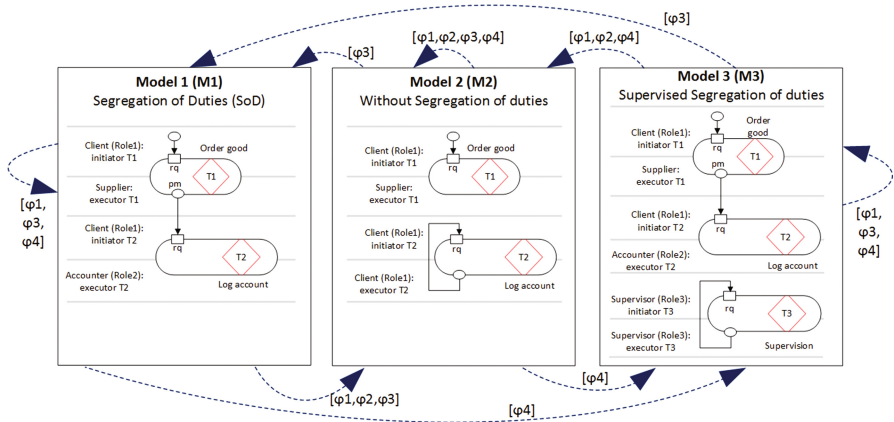 [φ3]
[φ3]
[φ1,φ2,φ3,φ4]
[φ1,φ2,φ4]
Model 1 (M1)
Segregation of Duties (SoD)
Client (Role1):
initiator T1
Order good
rq
T1
Supplier:
executor T1
pm
Client (Role1):
initiator T2
rq
T2
Accounter (Role2):
executor T2
Log account
[φ1,
φ3,
φ4]
Model 2 (M2)
Without Segregation of duties
Client (Role1):
initiator T1
Order good
rq
T1
Supplier:
executor T1
Client (Role1):
initiator T2
rq
T2
Client (Role1):
executor T2
Log account
Model 3 (M3)
Supervised Segregation of duties
Client (Role1):
initiator T1
Order
good
rq
T1
pm
Supplier:
executor T1
Client (Role1):
initiator T2
rq
T2
Accounter (Role2):
executor T2
Log account
Supervisor (Role3):
initiator T3
rq
T3
Supervisor (Role3):
executor T3
Supervision
[φ1,
φ3,
φ4]
[φ1,φ2,φ3]
[φ4]
[φ4]